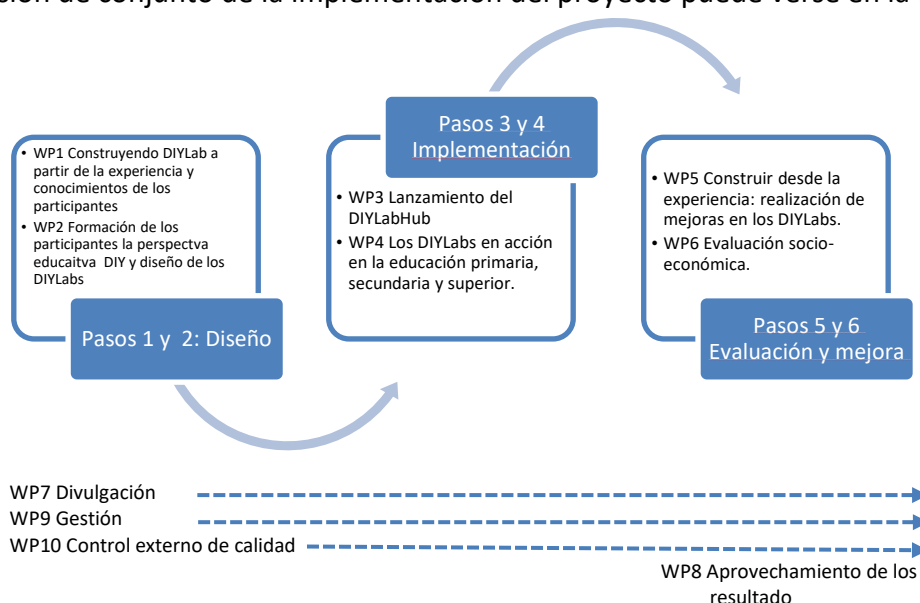 sión de conjunto de la implementación del proyecto puede verse en la
• WP1 Construyendo DIYLab a
partir de la experiencia y
conocimientos de los
participantes
• WP2 Formación de los
participantes la perspectva
educaitva DIY y diseño de los
DIYLabs
Pasos 1 y 2: Diseño
Pasos 3 y 4
Implementación
• WP3 Lanzamiento del
DIYLabHub
• WP4 Los DIYLabs en acción
en la educación primaria,
secundaria y superior.
• WP5 Construir desde la
experiencia: realización de
mejoras en los DIYLabs.
• WP6 Evaluación socio-
económica.
Pasos 5 y 6
Evaluación y mejora
WP7 Divulgación
WP9 Gestión
WP10 Control externo de calidad
WP8 Aprovechamiento de los
resultado